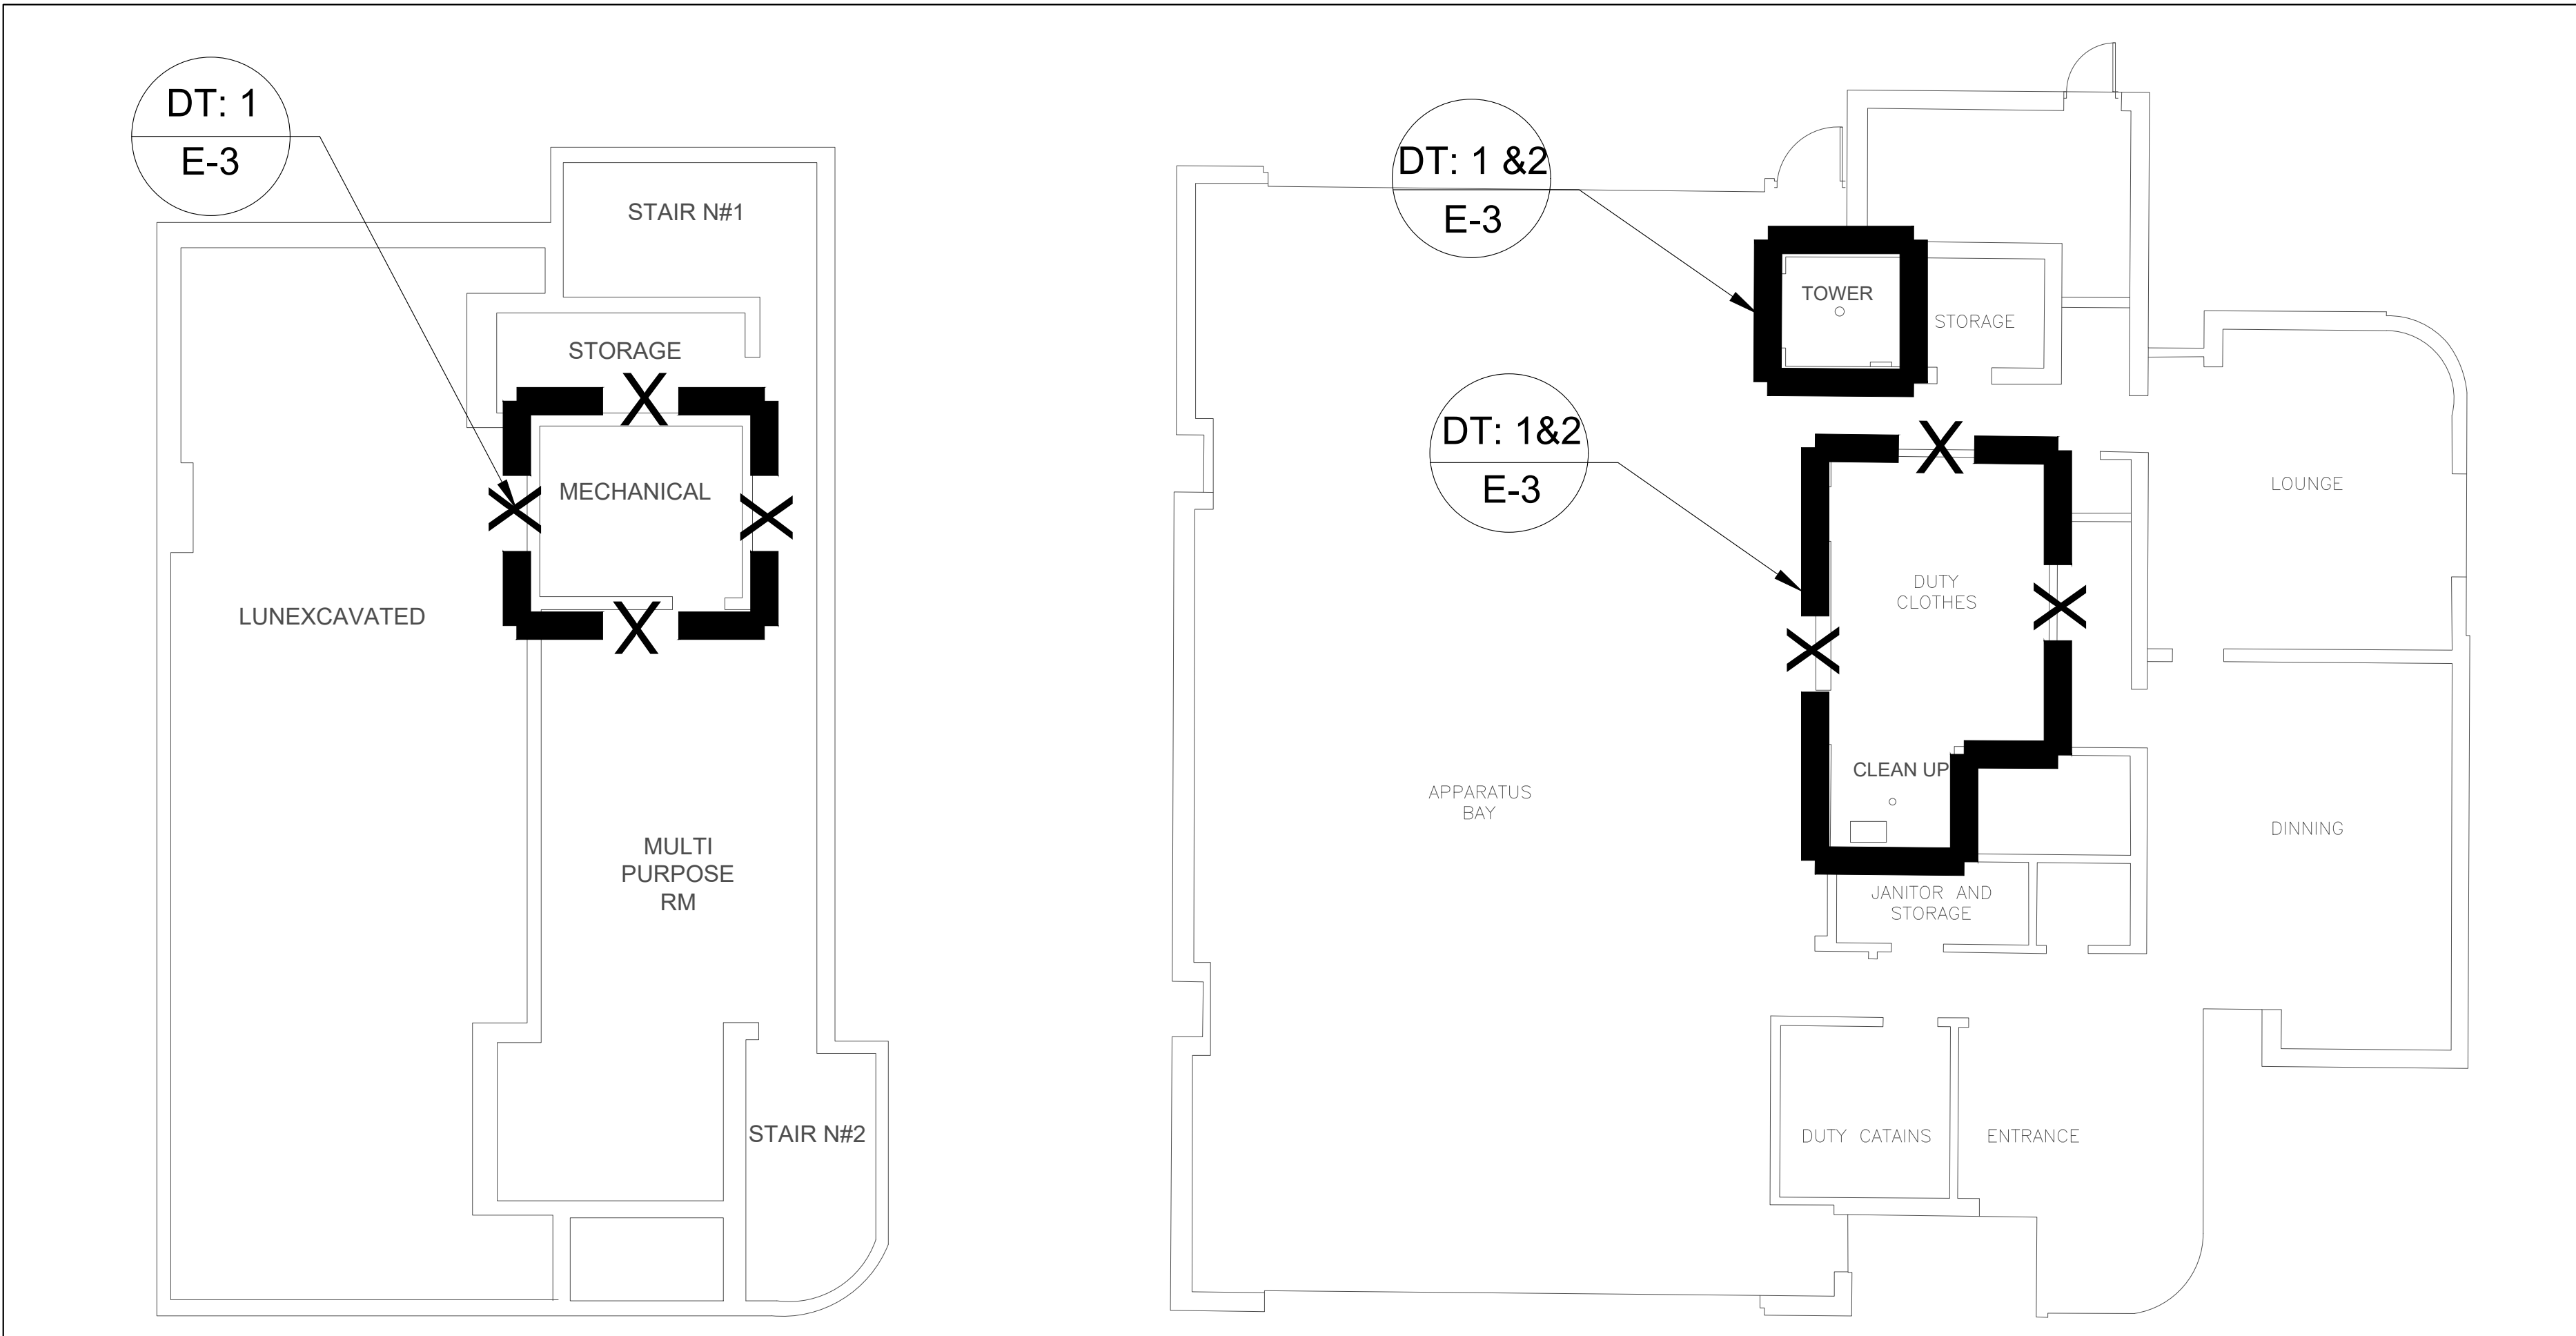 DT: 1
E-3
STAIR N#1
STORAGE
MECHANICAL
LUNEXCAVATED
MULTI
PURPOSE
RM
STAIR N#2
DT: 1 &2
E-3
TOWER
STORAGE
DT: 1&2
E-3
LOUNGE
DUTY
CLOTHES
CLEAN UP
APPARATUS
BAY
DINNING
JANITOR AND
STORAGE
DUTY CATAINS
ENTRANCE